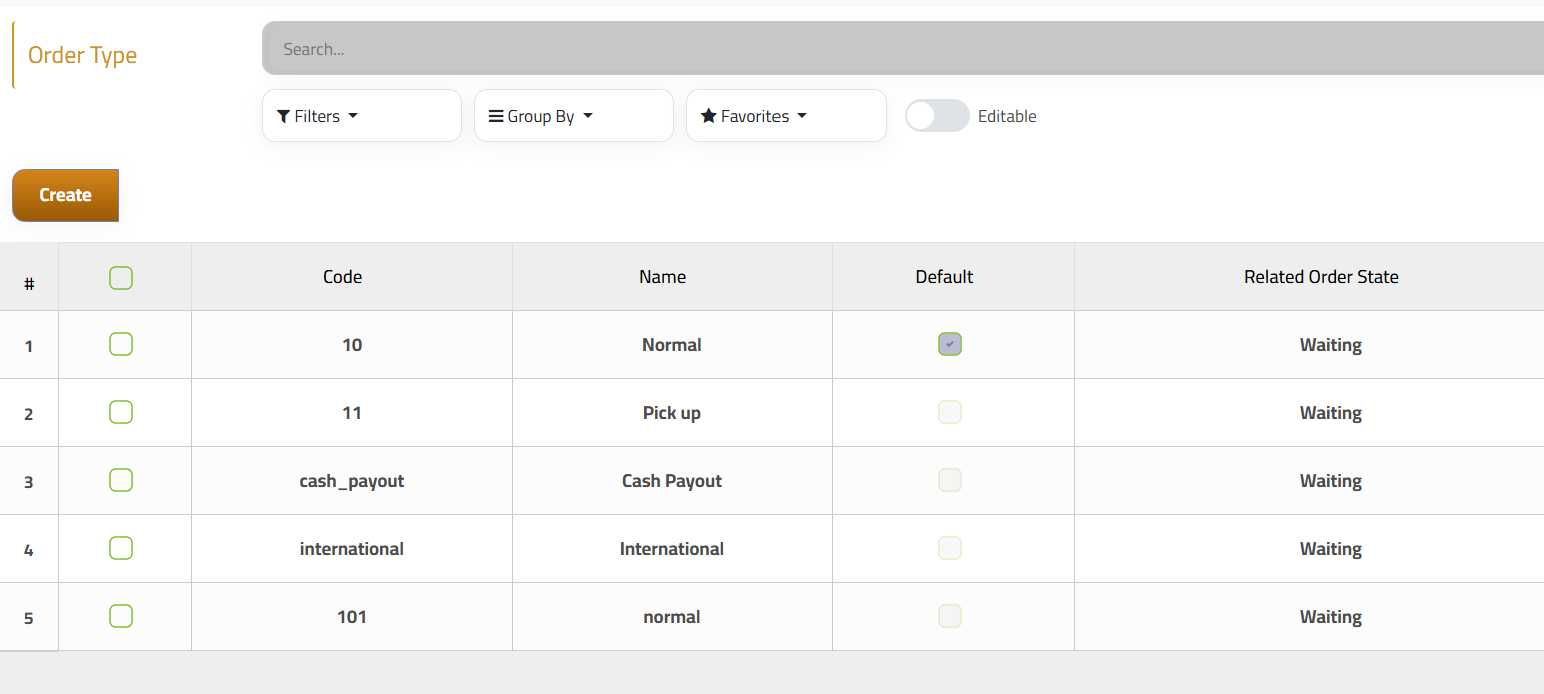 Order Type
Search...
Filters
Group By
Favorites
Editable
Create
# Code Name Default Related Order State
1 10 Normal Waiting
2 11 Pick up Waiting
3 cash_payout Cash Payout Waiting
4 international International Waiting
5 101 normal Waiting